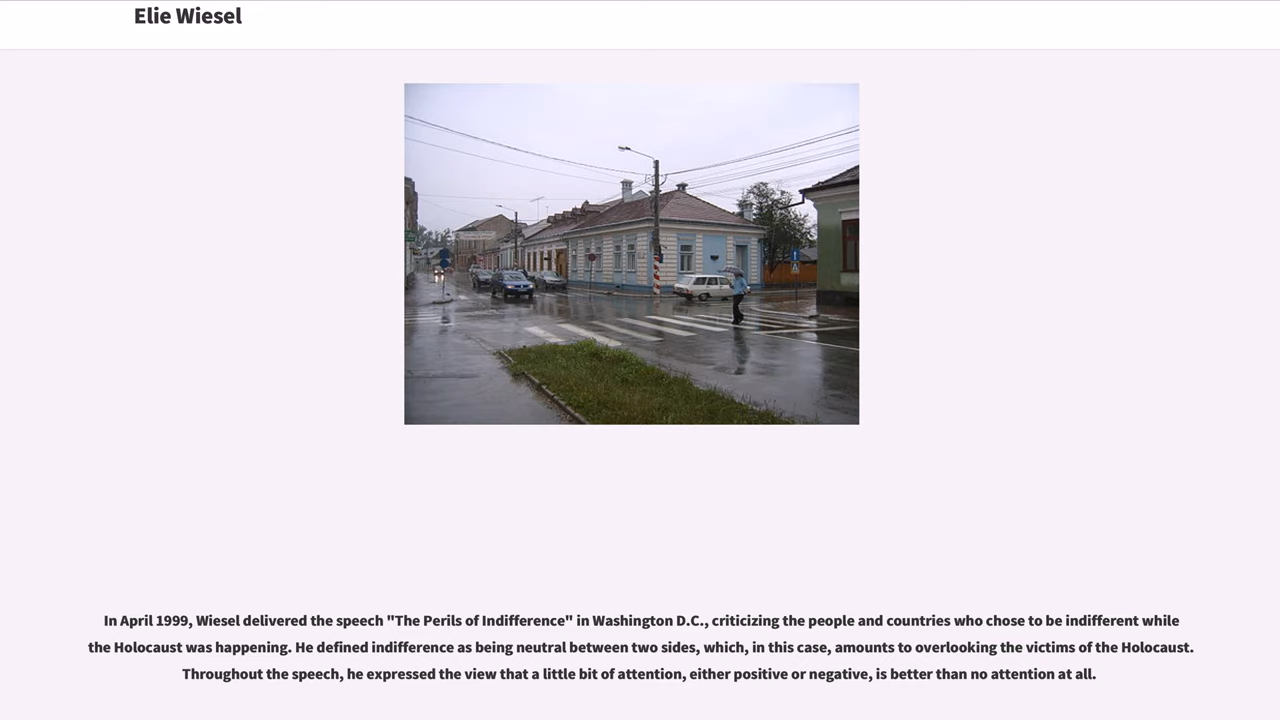 Elie Wiesel
In April 1999, Wiesel delivered the speech "The Perils of Indifference" in Washington D.C., criticizing the people and countries who chose to be indifferent while
the Holocaust was happening. He defined indifference as being neutral between two sides, which, in this case, amounts to overlooking the victims of the Holocaust.
Throughout the speech, he expressed the view that a little bit of attention, either positive or negative, is better than no attention at all.